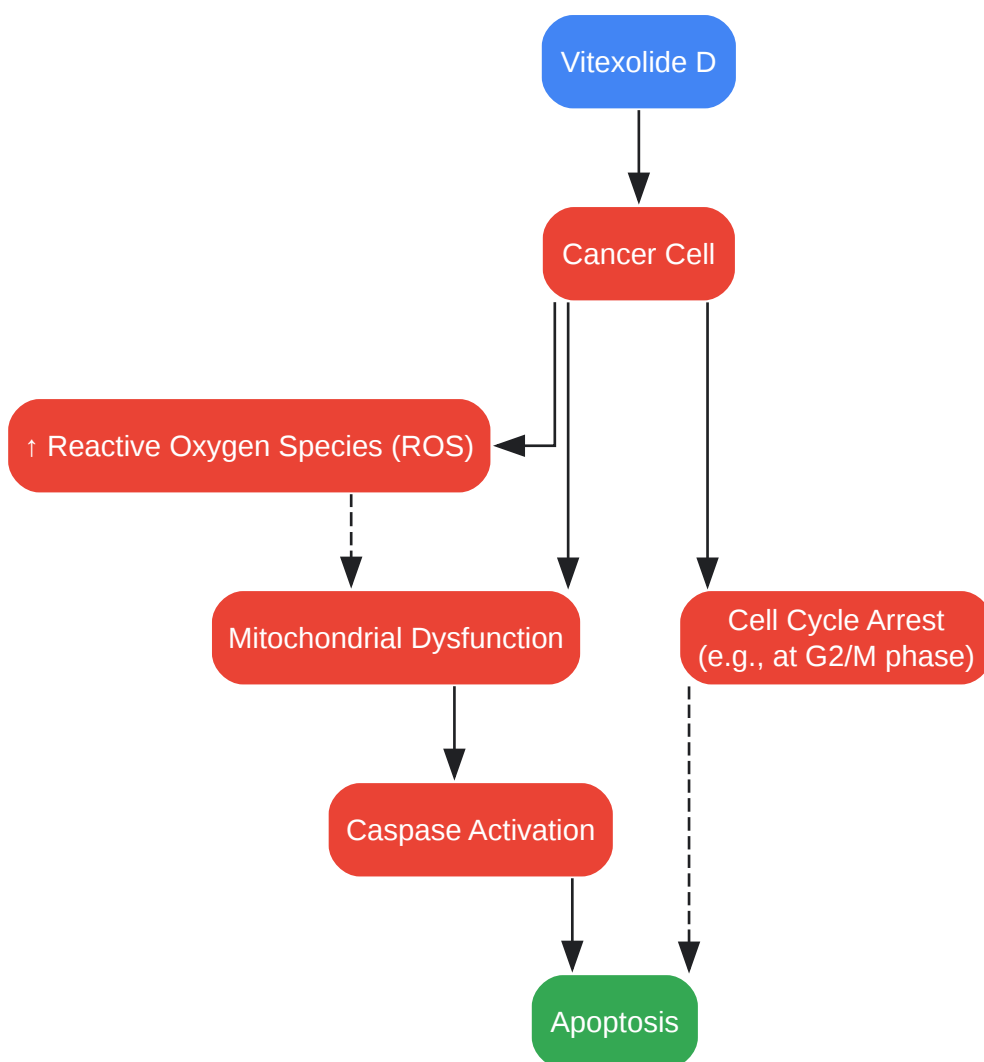 Vitexolide D
Cancer Cell
↑ Reactive Oxygen Species (ROS)
Mitochondrial Dysfunction
Cell Cycle Arrest
(e.g., at G2/M phase)
Caspase Activation
Apoptosis